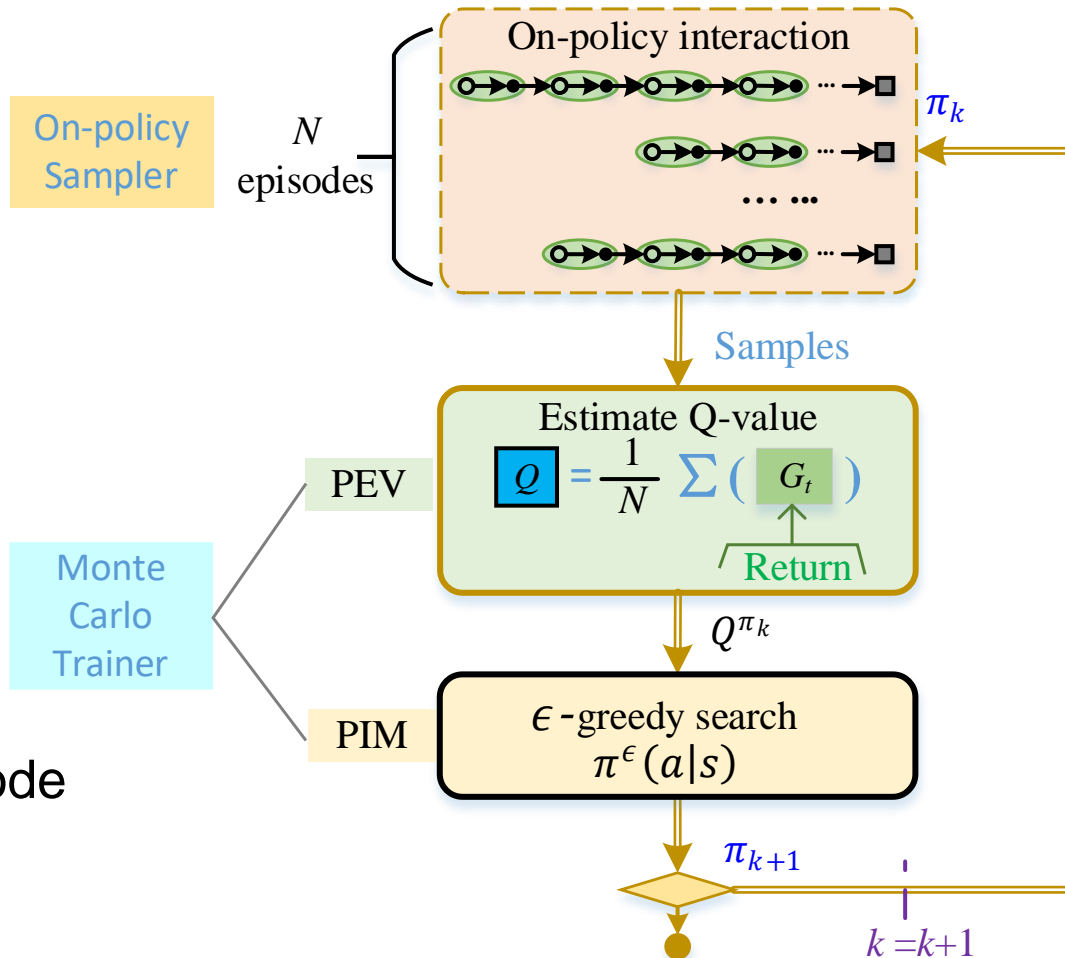 On-policy interaction
On-policy
Sampler
N
episodes
... ...
π_k
Samples
Estimate Q-value
Q = 1/N Σ ( G_t )
Return
PEV
Monte
Carlo
Trainer
Q^{π_k}
PIM
ϵ-greedy search
π^ϵ(a|s)
ode
π_{k+1}
k =k+1